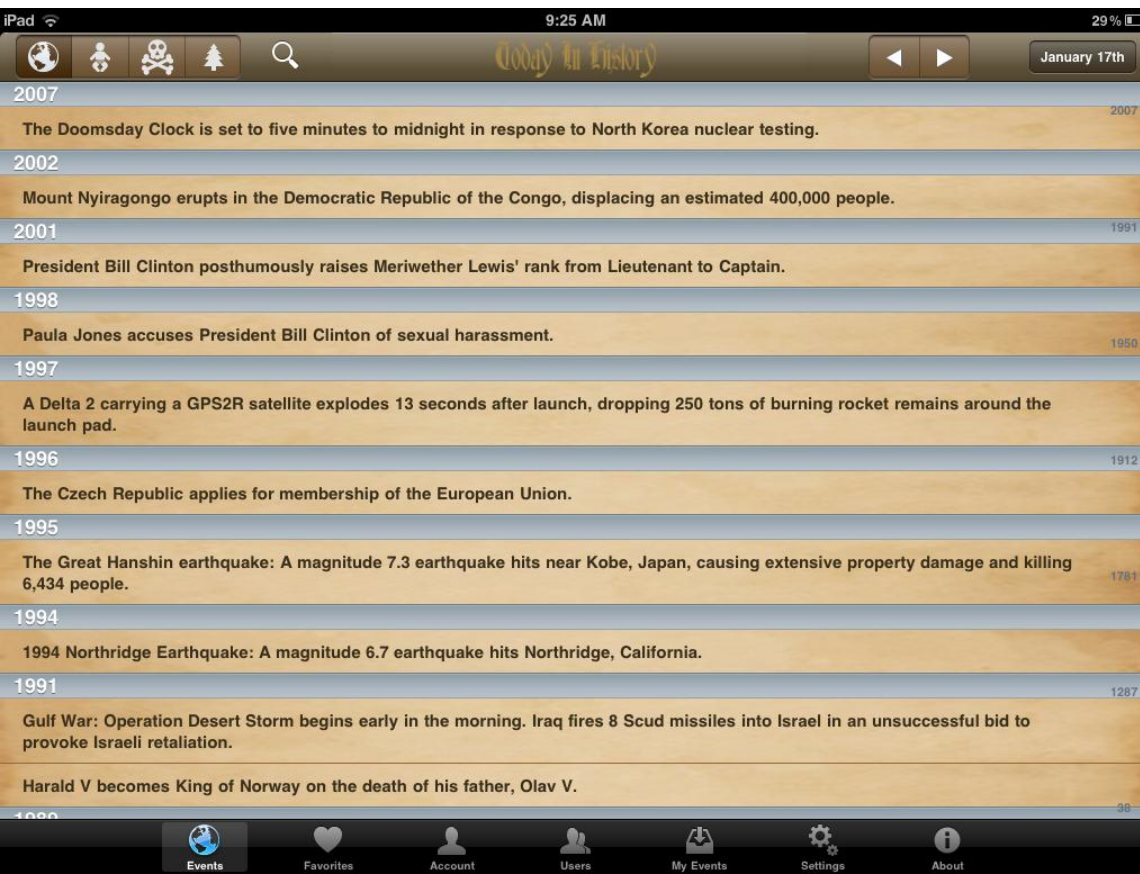 iPad 9:25 AM 29%
Today In History January 17th
2007
2007
The Doomsday Clock is set to five minutes to midnight in response to North Korea nuclear testing.
2002
Mount Nyiragongo erupts in the Democratic Republic of the Congo, displacing an estimated 400,000 people.
2001
1991
President Bill Clinton posthumously raises Meriwether Lewis' rank from Lieutenant to Captain.
1998
Paula Jones accuses President Bill Clinton of sexual harassment.
1950
1997
A Delta 2 carrying a GPS2R satellite explodes 13 seconds after launch, dropping 250 tons of burning rocket remains around the
launch pad.
1996
1912
The Czech Republic applies for membership of the European Union.
1995
The Great Hanshin earthquake: A magnitude 7.3 earthquake hits near Kobe, Japan, causing extensive property damage and killing
6,434 people.
1781
1994
1994 Northridge Earthquake: A magnitude 6.7 earthquake hits Northridge, California.
1991
1287
Gulf War: Operation Desert Storm begins early in the morning. Iraq fires 8 Scud missiles into Israel in an unsuccessful bid to
provoke Israeli retaliation.
Harald V becomes King of Norway on the death of his father, Olav V.
38
Events Favorites Account Users My Events Settings About